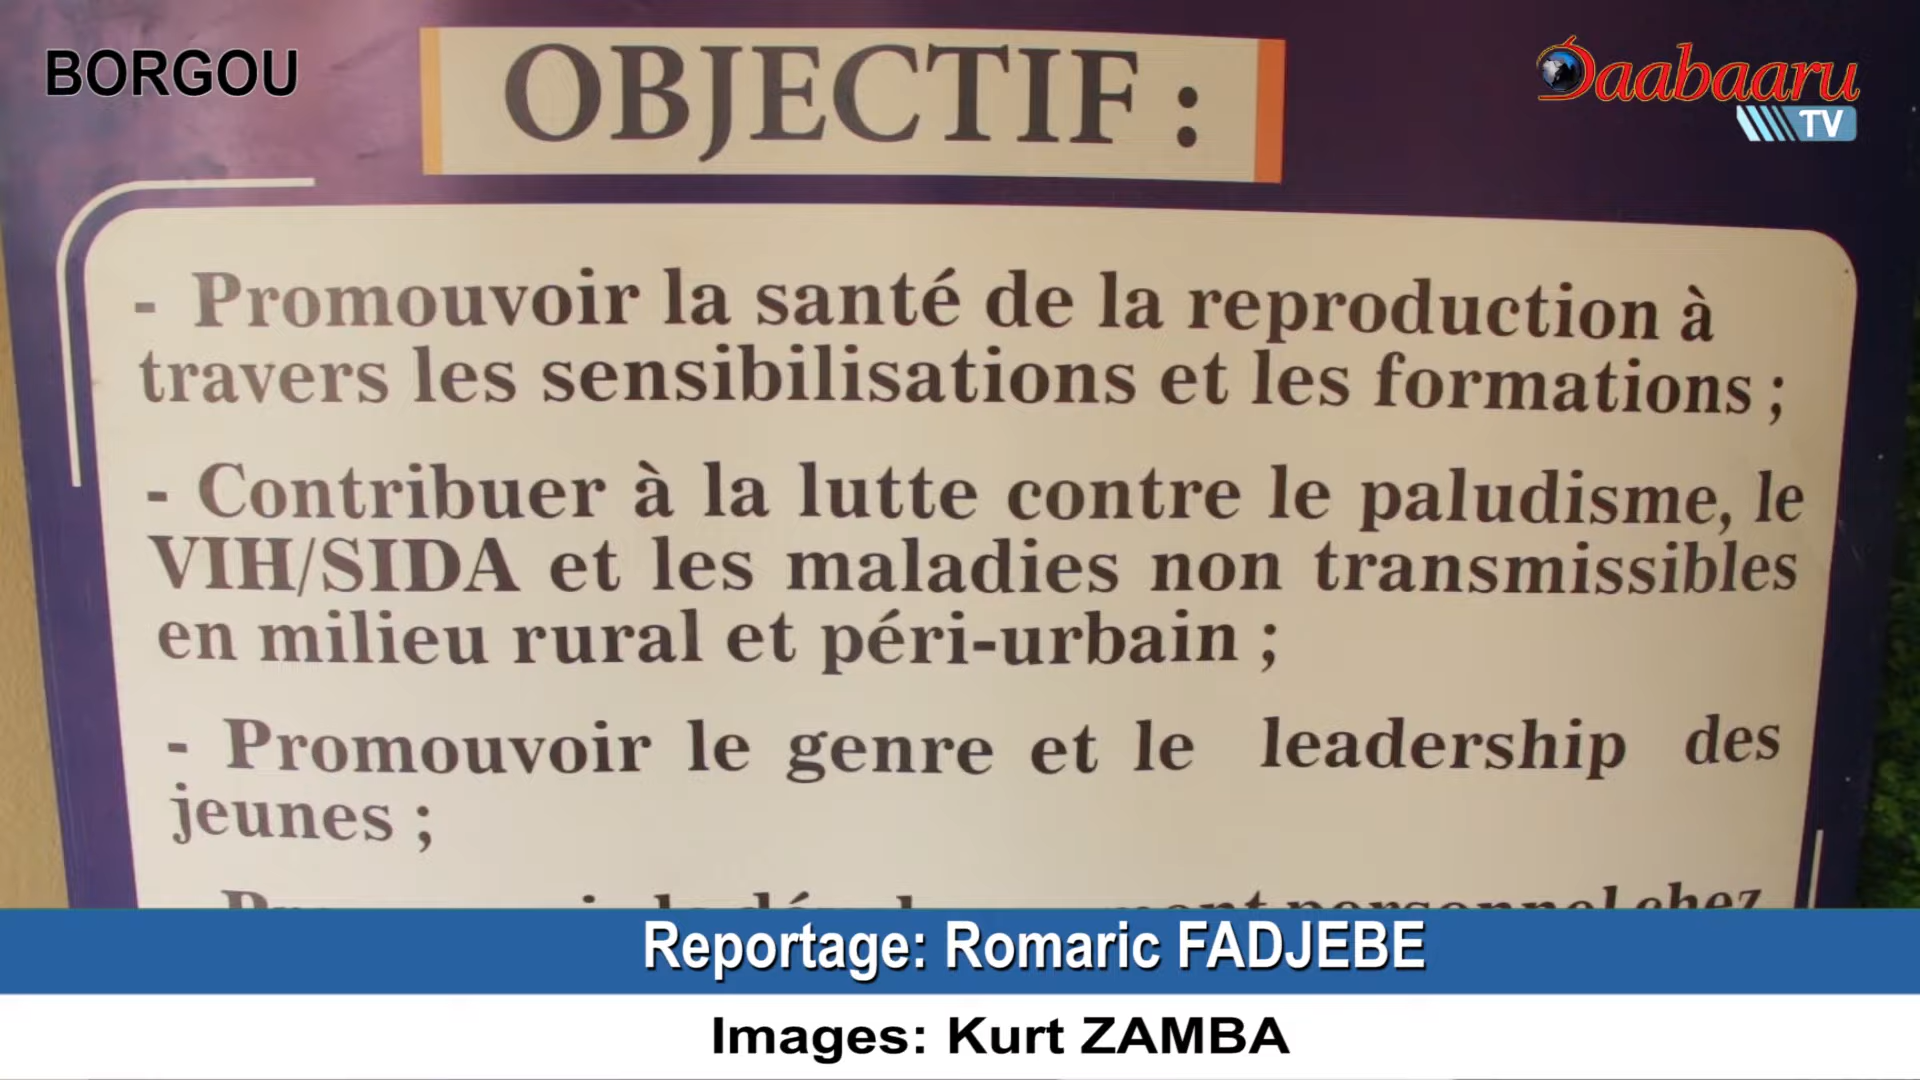 BORGOU
Daabaaru
TV
OBJECTIF :
- Promouvoir la santé de la reproduction à
travers les sensibilisations et les formations ;
- Contribuer à la lutte contre le paludisme, le
VIH/SIDA et les maladies non transmissibles
en milieu rural et péri-urbain ;
- Promouvoir le genre et le leadership des
jeunes ;
personnel chez
Reportage: Romaric FADJEBE
Images: Kurt ZAMBA